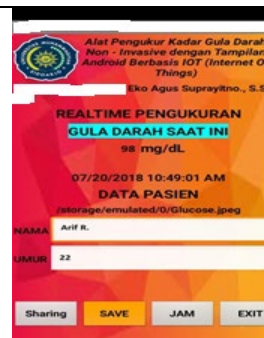 Alat Pengukur Kadar Gula Darah
Non - Invasive dengan Tampilan
Android Berbasis IOT (Internet O
Things)
Eko Agus Suprayitno., S.S
REALTIME PENGUKURAN
GULA DARAH SAAT INI
98 mg/dL
07/20/2018 10:49:01 AM
DATA PASIEN
/storage/emulated/0/Glucose.jpeg
NAMA Arif R.
UMUR 22
Sharing SAVE JAM EXIT